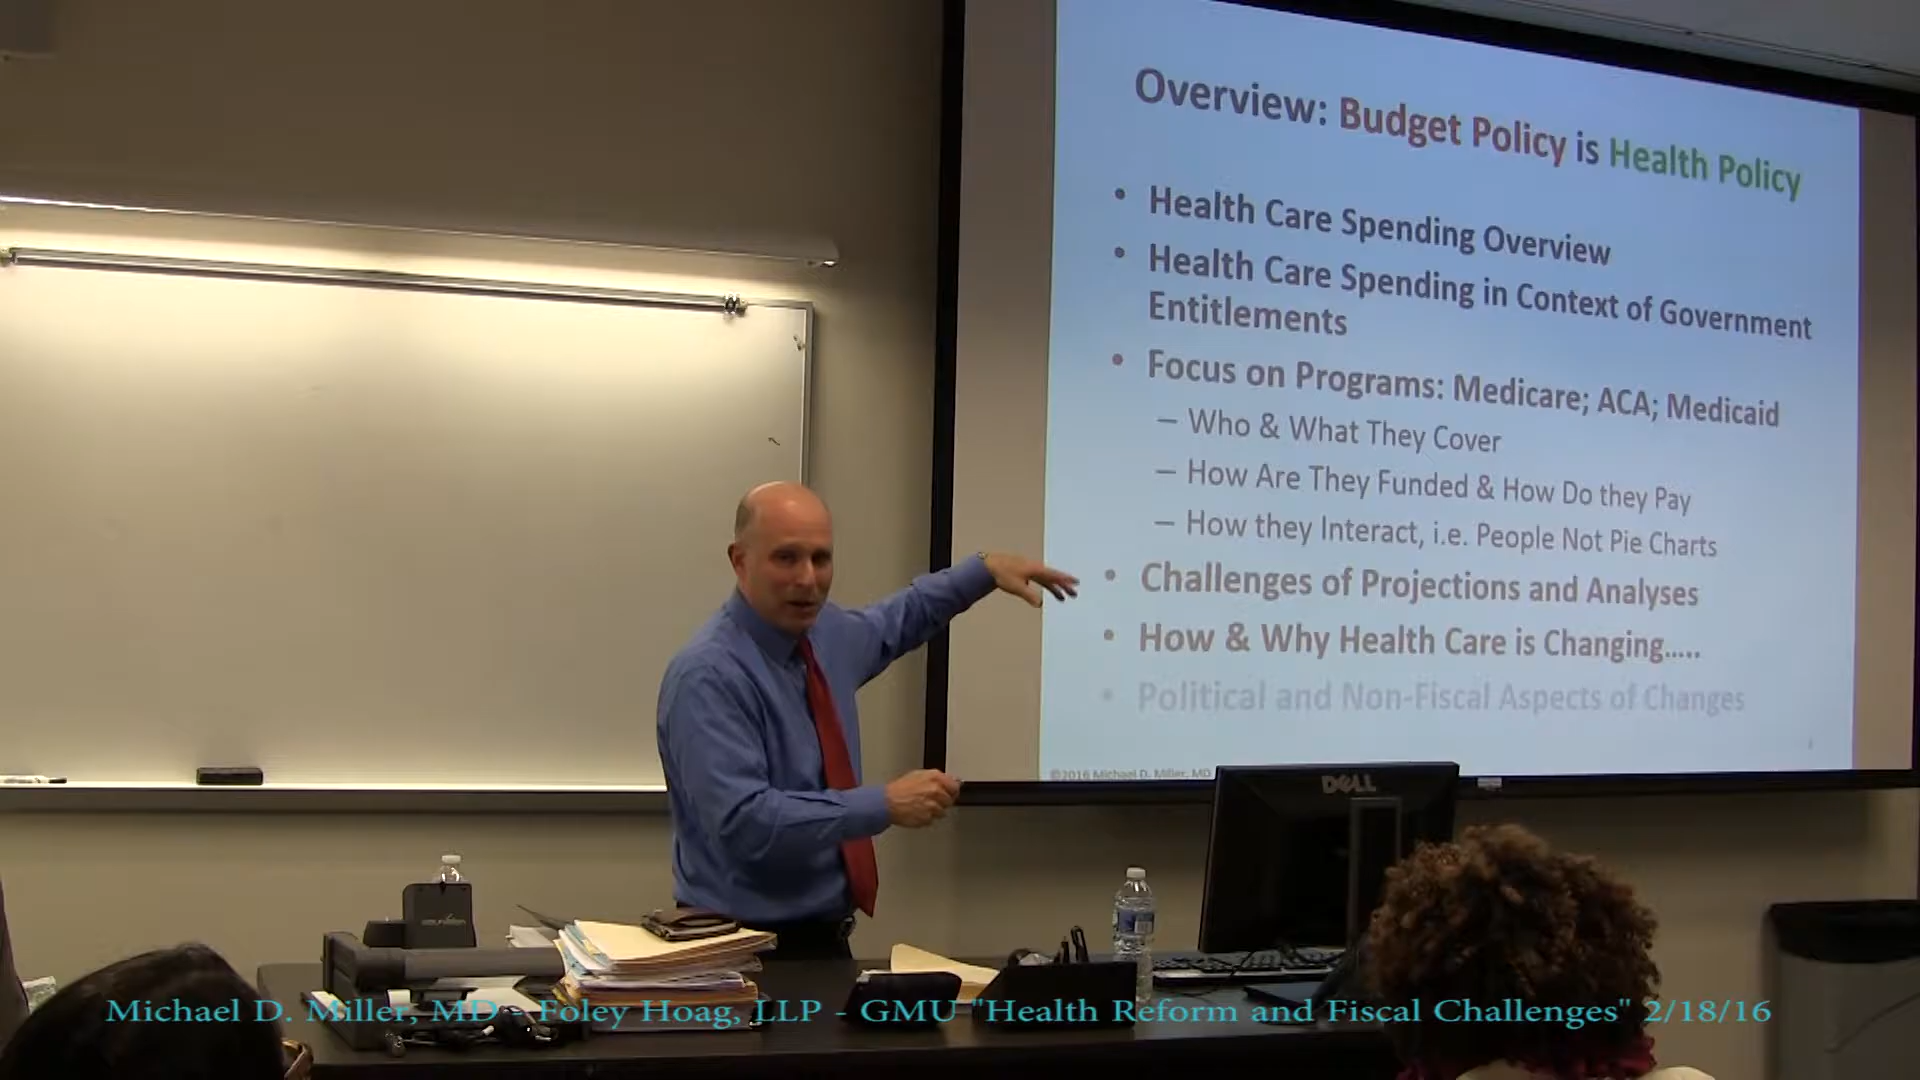 Overview: Budget Policy is Health Policy
• Health Care Spending Overview
• Health Care Spending in Context of Government
Entitlements
• Focus on Programs: Medicare; ACA; Medicaid
– Who & What They Cover
– How Are They Funded & How Do they Pay
– How they Interact, i.e. People Not Pie Charts
• Challenges of Projections and Analyses
• How & Why Health Care is Changing.....
• Political and Non-Fiscal Aspects of Changes
©2016 Michael D. Miller, MD
DELL
Michael D. Miller, MD - Foley Hoag, LLP - GMU "Health Reform and Fiscal Challenges" 2/18/16